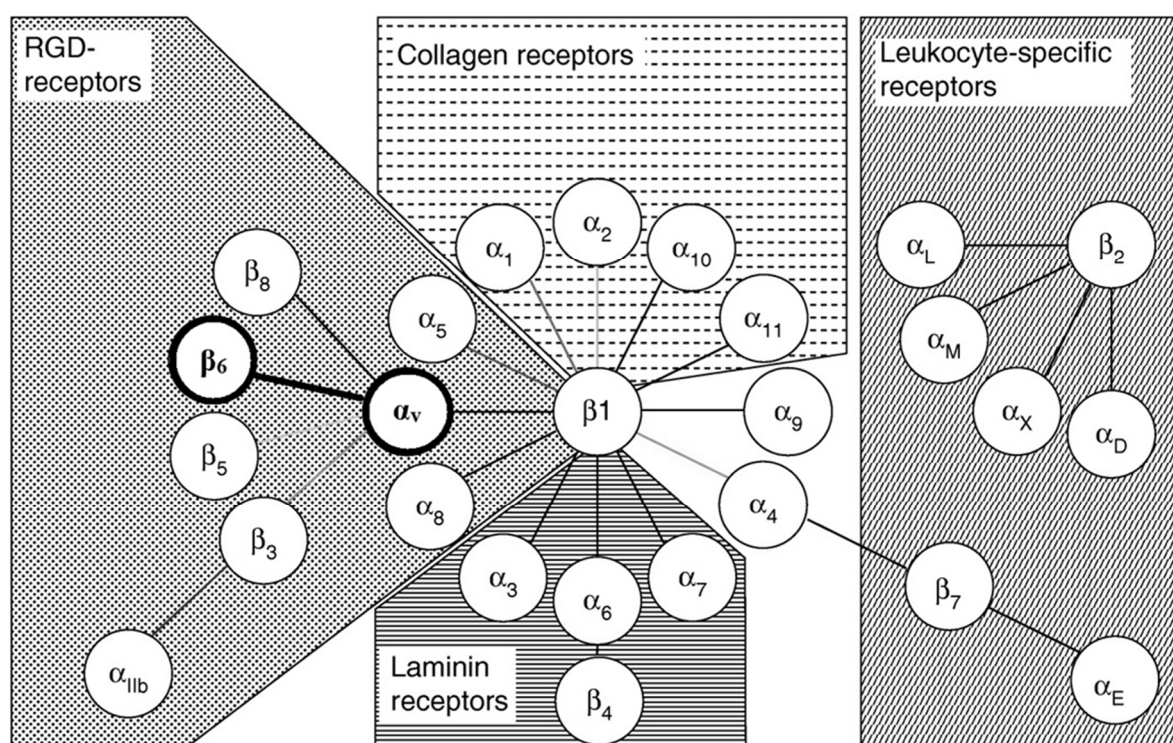 RGD-
receptors
Collagen receptors
Leukocyte-specific
receptors
α1
α2
α10
αL
β2
β8
α5
α11
αM
β6
αv
β1
α9
αX
αD
β5
α8
α4
β3
α3
α6
α7
β7
αIIb
Laminin
receptors
β4
αE